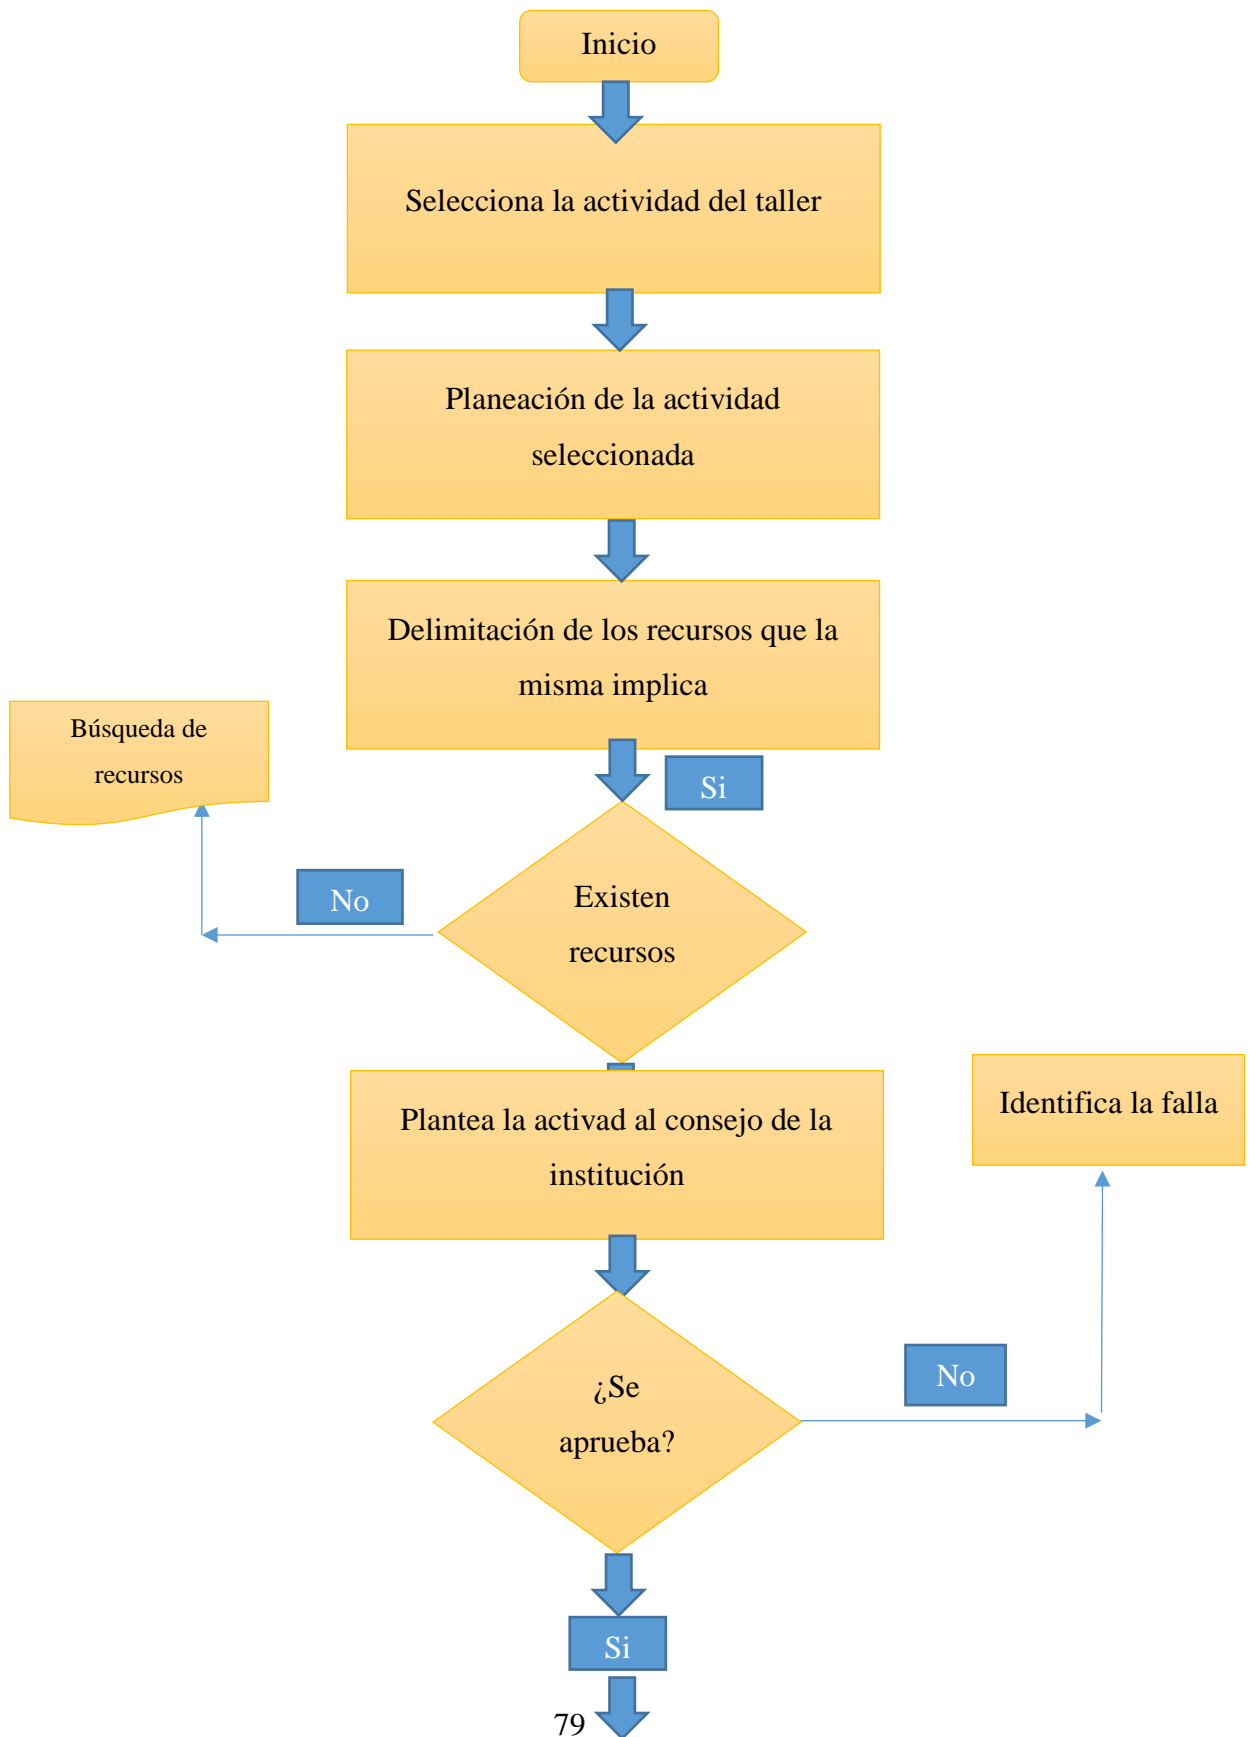 Inicio
Selecciona la actividad del taller
Planeación de la actividad
seleccionada
Delimitación de los recursos que la
misma implica
Búsqueda de
recursos
Si
No
Existen
recursos
Plantea la activad al consejo de la
institución
Identifica la falla
¿Se
aprueba?
No
Si
79